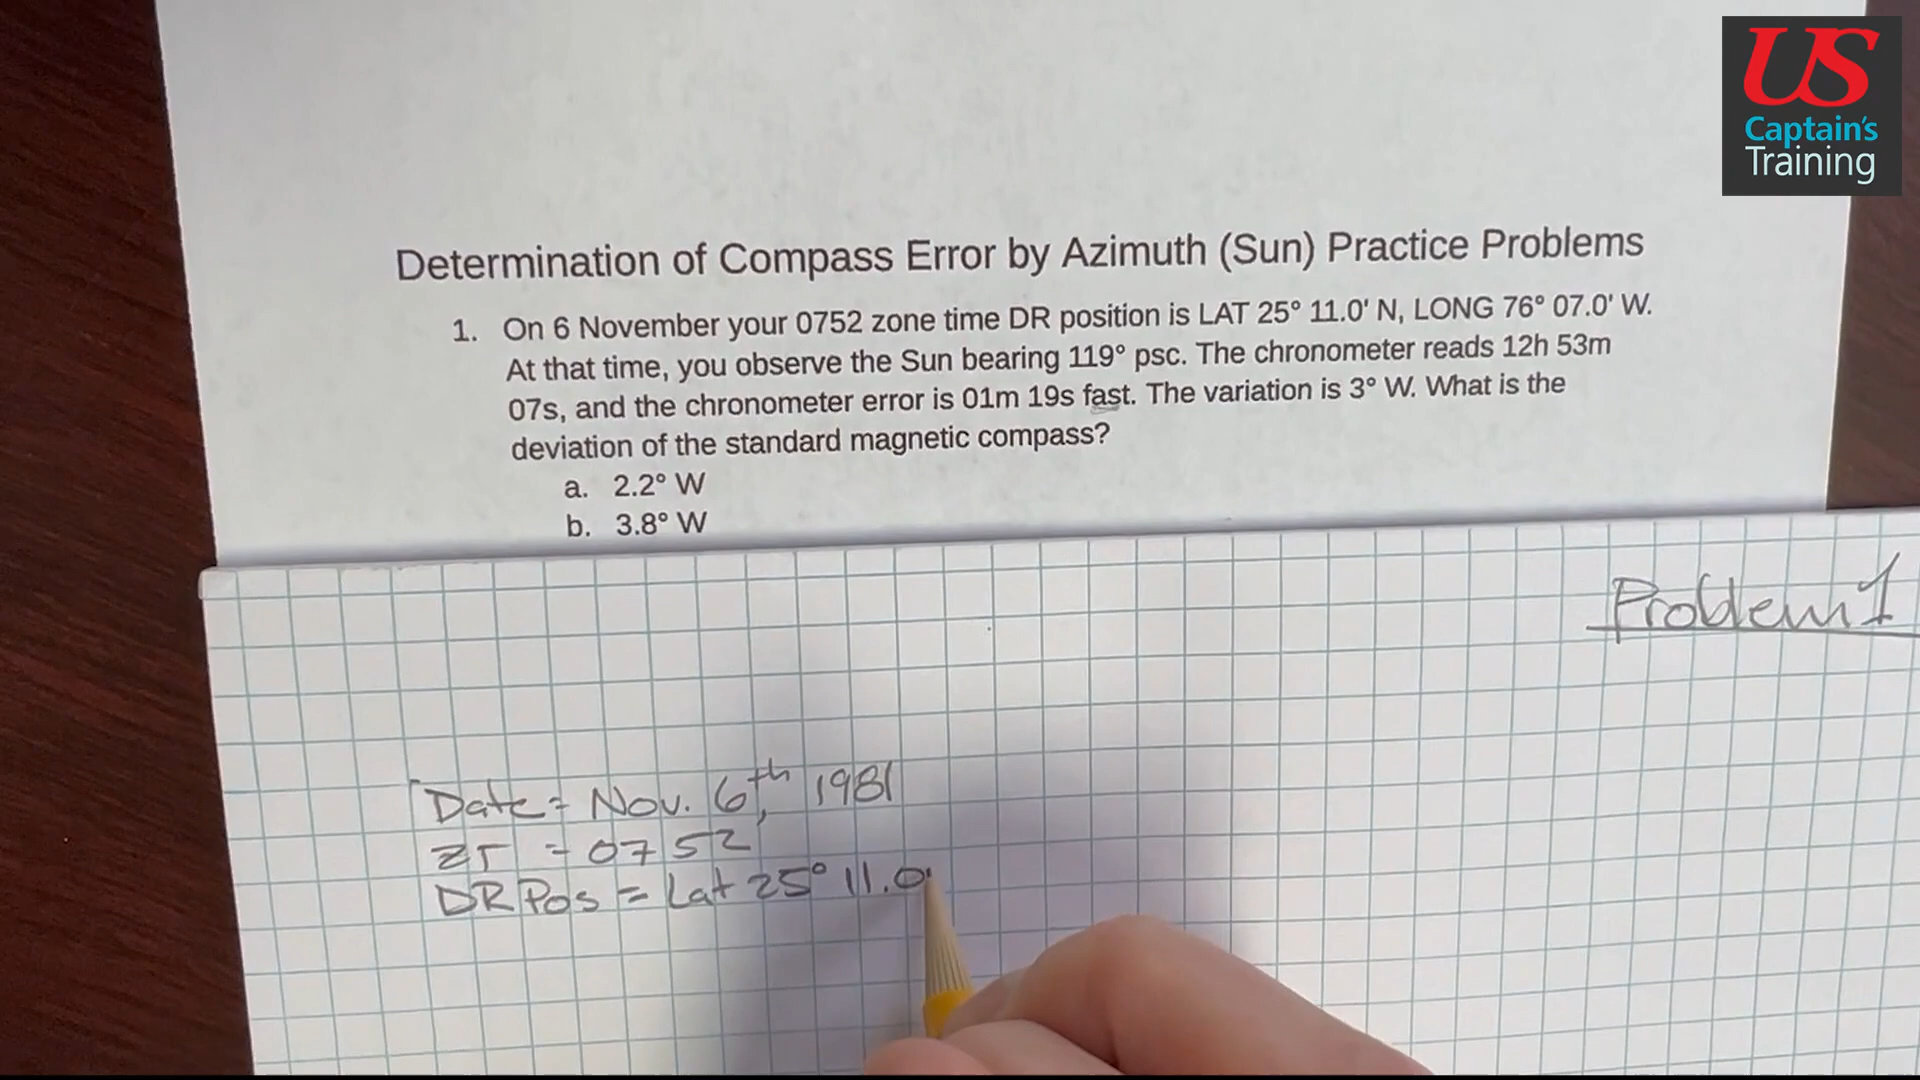 US
Captain's
Training
Determination of Compass Error by Azimuth (Sun) Practice Problems
1. On 6 November your 0752 zone time DR position is LAT 25° 11.0' N, LONG 76° 07.0' W.
At that time, you observe the Sun bearing 119° psc. The chronometer reads 12h 53m
07s, and the chronometer error is 01m 19s fast. The variation is 3° W. What is the
deviation of the standard magnetic compass?
a. 2.2° W
b. 3.8° W
Problem 1
Date = Nov. 6th, 1981
ZT = 0752
DR Pos = Lat 25° 11.0'